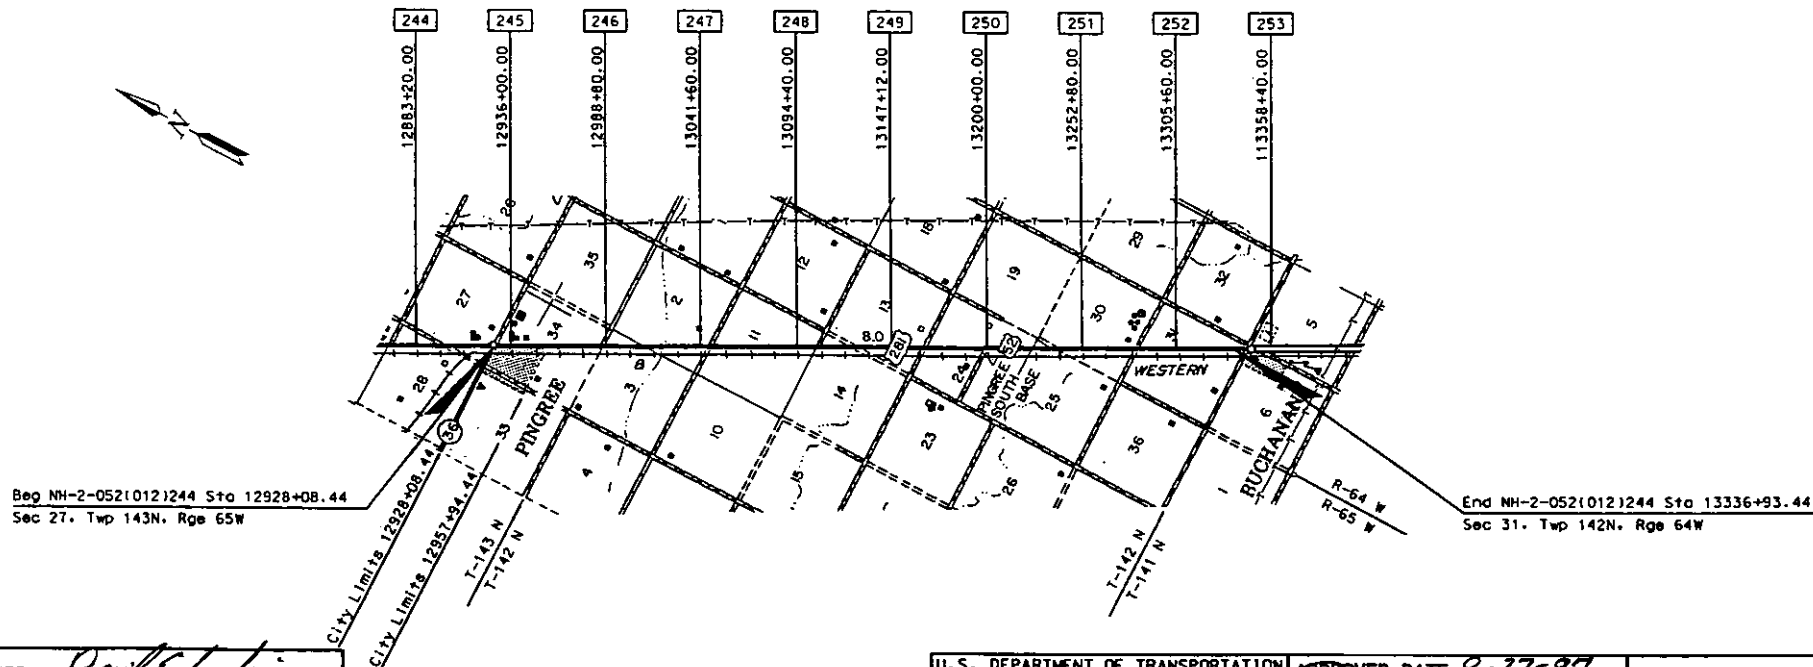 244 245 246 247 248 249 250 251 252 253
12883+20.00
12936+00.00
12988+80.00
13041+60.00
13094+40.00
13147+12.00
13200+00.00
13252+80.00
13305+60.00
113358+40.00
N
26
35
2
12
18
19
29
32
5
27
34
11
13
30
31
8.0
281
52
28
3
14
24
PINGREE
SOUTH
BASE
25
WESTERN
6
36
33
PINGREE
4
10
15
23
26
36
BUCHANAN
R-64 W
R-65 W
Beg NH-2-052(012)244 Sta 12928+08.44
Sec 27. Twp 143N. Rge 65W
End NH-2-052(012)244 Sta 13336+93.44
Sec 31. Twp 142N. Rge 64W
City Limits 12928+08.44
City Limits 12957+94.44
T-143 N
T-142 N
T-142 N
T-141 N
U.S. DEPARTMENT OF TRANSPORTATION